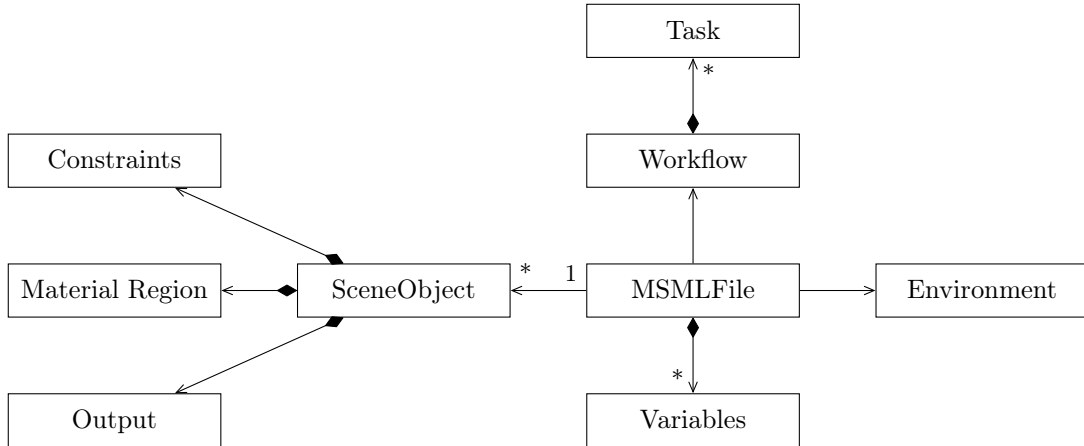 Task
*
Constraints
Workflow
Material Region
SceneObject
*
1
MSMLFile
Environment
*
Output
Variables